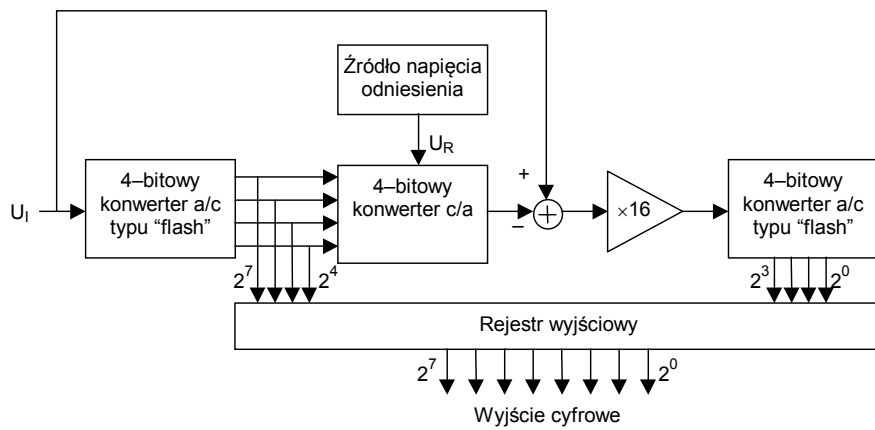 Źródło napięcia
odniesienia
U_R
4–bitowy
konwerter a/c
typu “flash”
4–bitowy
konwerter c/a
4–bitowy
konwerter a/c
typu “flash”
U_I
+
–
×16
2^7
2^4
2^3
2^0
Rejestr wyjściowy
2^7
2^0
Wyjście cyfrowe